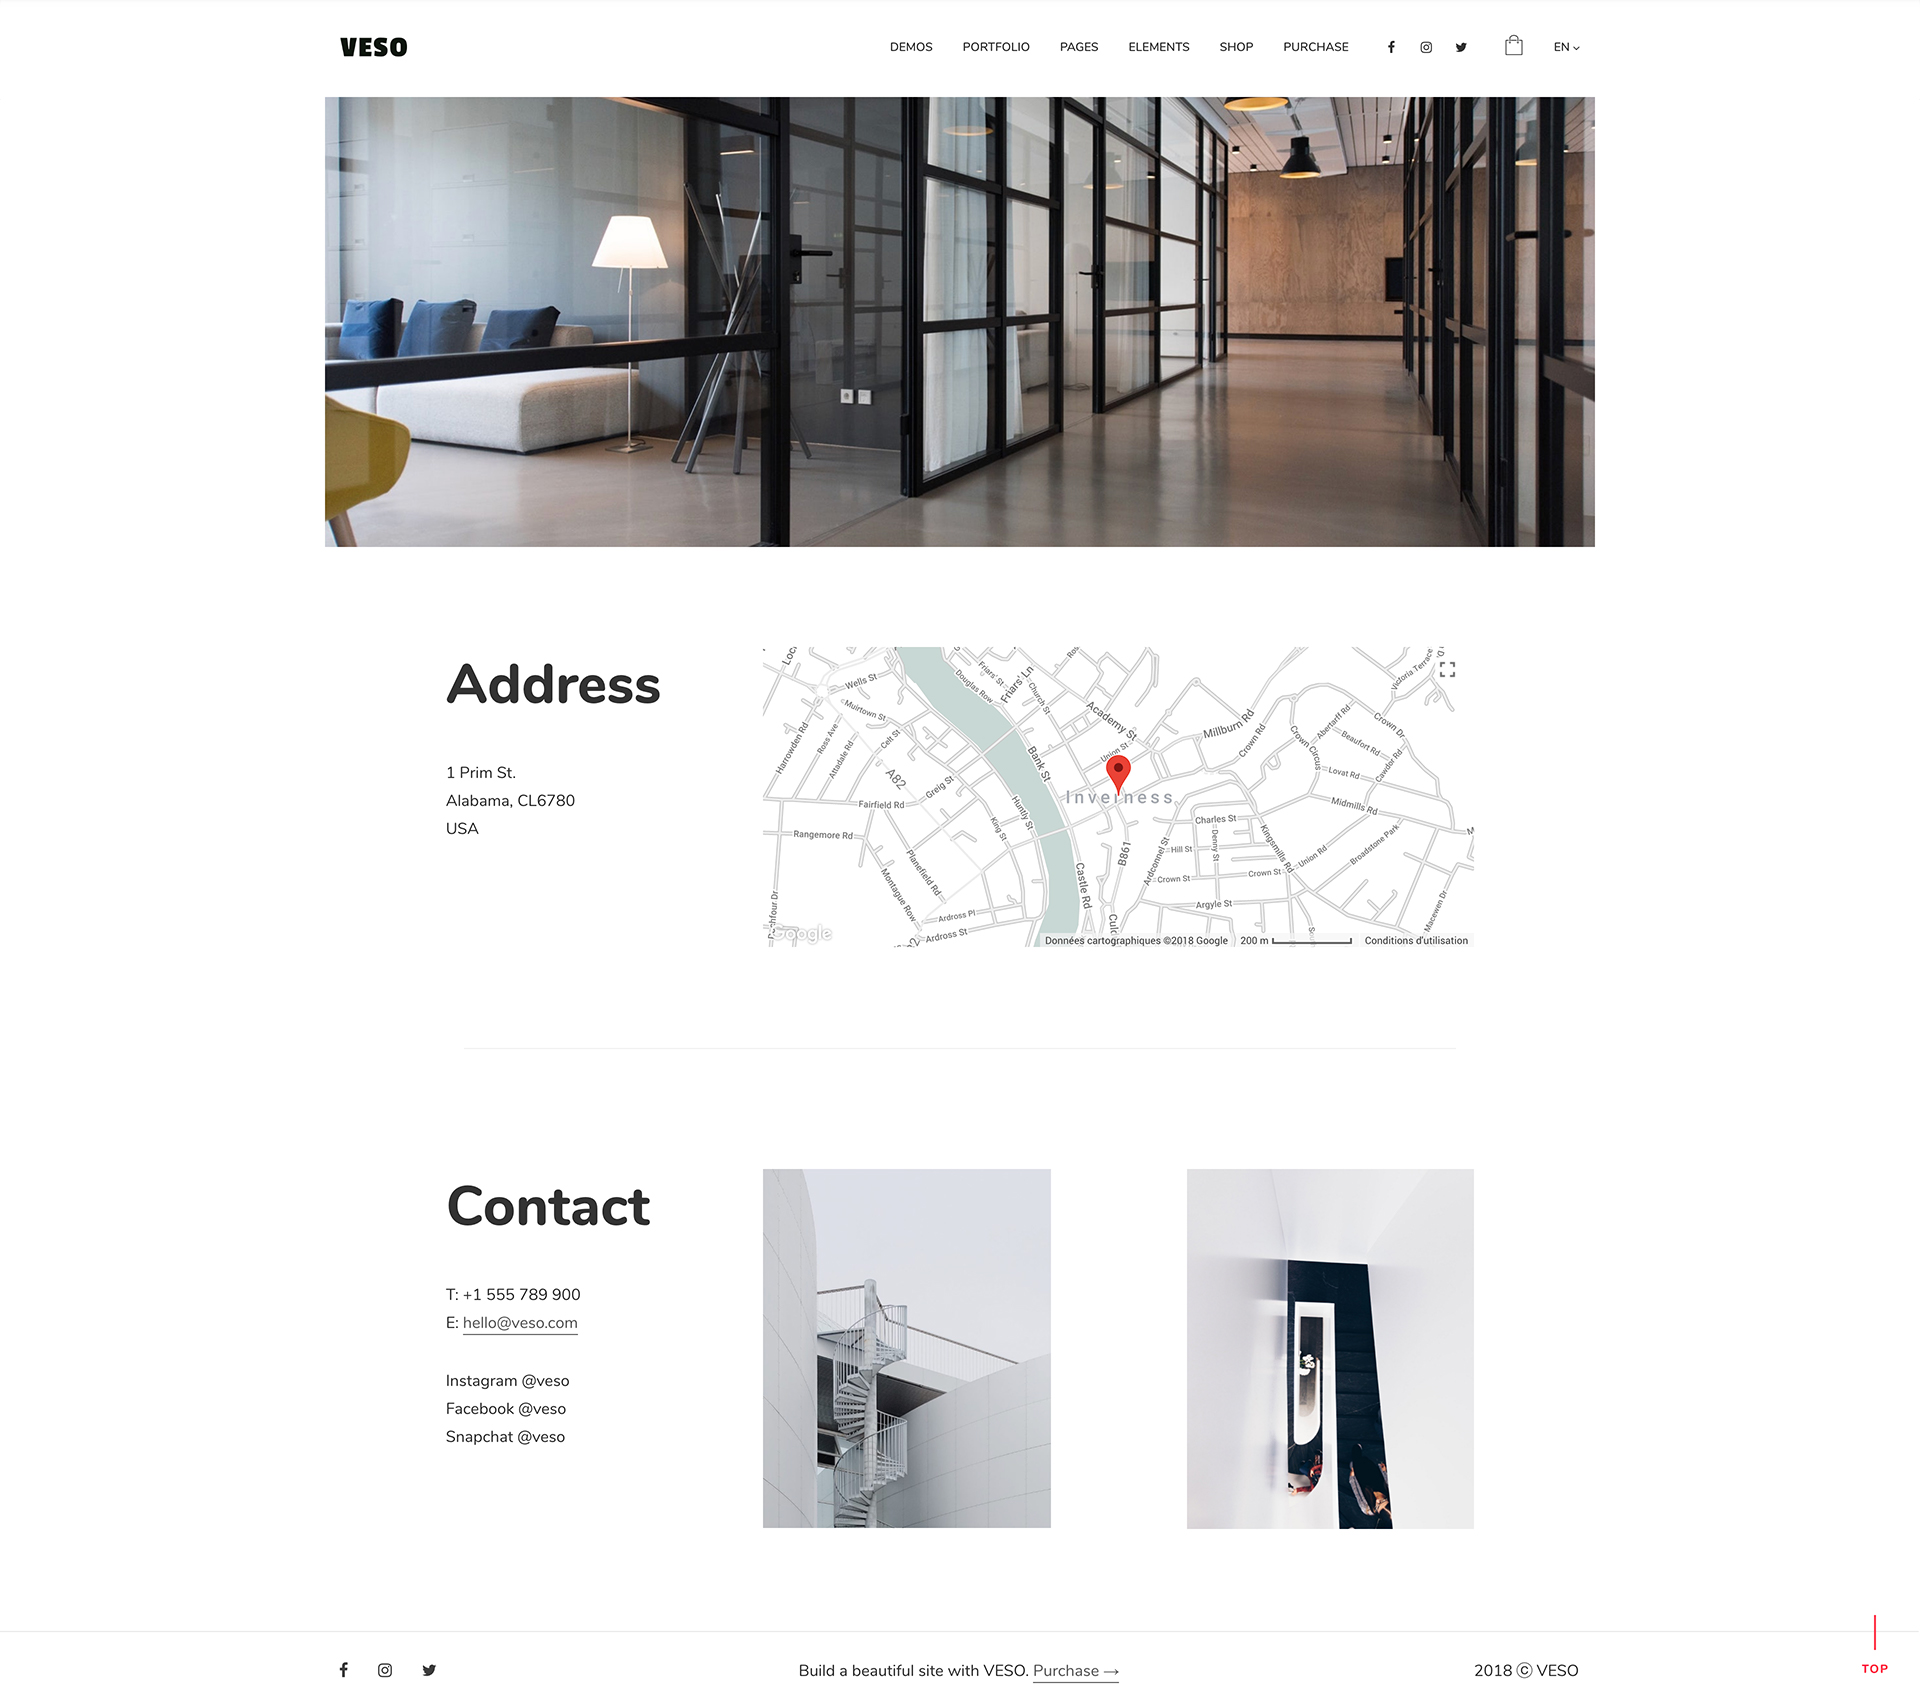 VESO
DEMOS PORTFOLIO PAGES ELEMENTS SHOP PURCHASE EN
Address
1 Prim St.
Alabama, CL6780
USA
Wells St
Muirtown St
Celt St
Harrowden Rd
Ross Ave
Attadale Rd
A82
Greig St
Fairfield Rd
Rangemore Rd
Planefield Rd
Montague Row
Ardross Pl
Ardross St
King St
Huntly St
Douglas Row
Friars' St
Friars' Ln
Church St
Academy St
Union St
Bank St
Inverness
Millburn Rd
Crown Rd
Crown Circus
Abertarff Rd
Beaufort Rd
Crown Dr
Cawdor Rd
Victoria Terrace
Lovat Rd
Midmills Rd
Kingsmills Rd
Union Rd
Broadstone Park
Charles St
Denny St
Hill St
Ardconnel St
Crown St
Crown St
Argyle St
B861
Castle Rd
Macewen Dr
Google
Données cartographiques ©2018 Google 200 m Conditions d'utilisation
Contact
T: +1 555 789 900
E: hello@veso.com
Instagram @veso
Facebook @veso
Snapchat @veso
Build a beautiful site with VESO. Purchase →
2018 ⓒ VESO
TOP